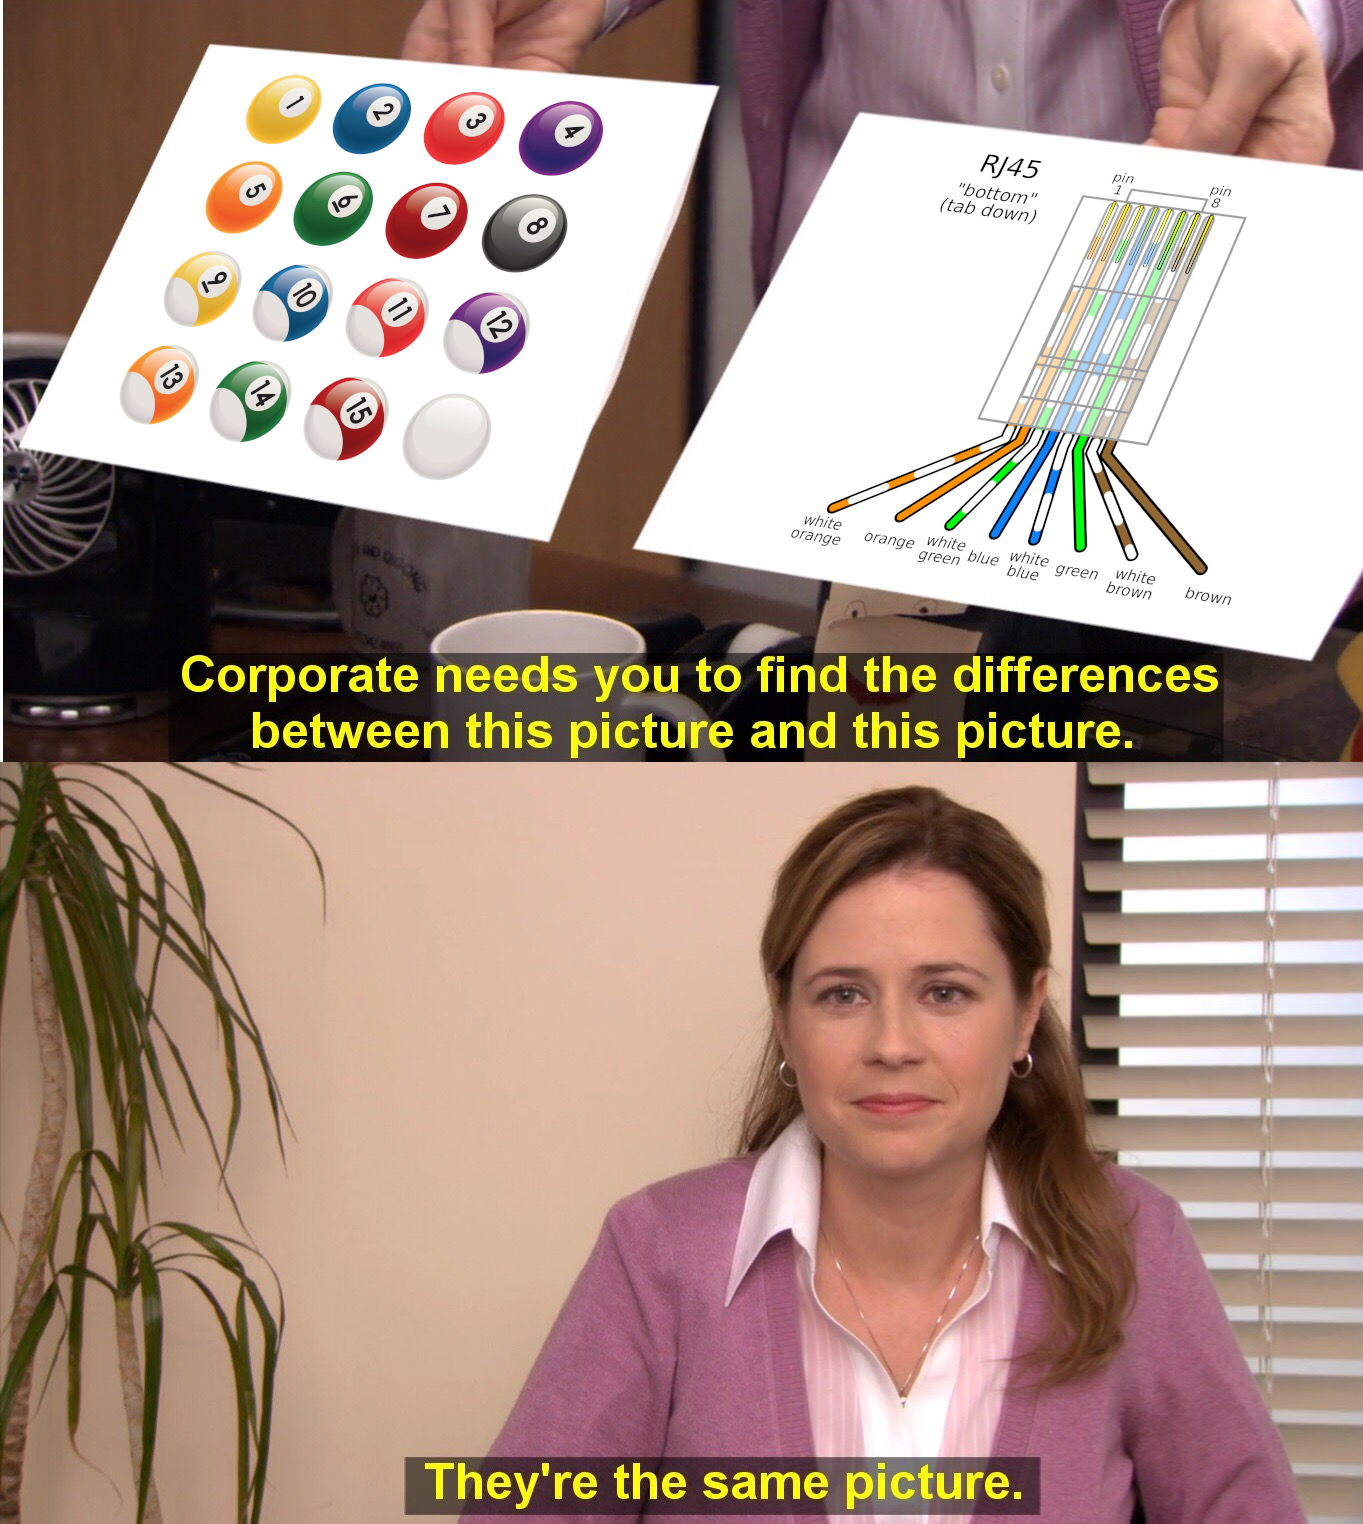 1 2 3 4
5 6 7 8
9 10 11 12
13 14 15
RJ45
"bottom"
(tab down)
pin
1
pin
8
white
orange
orange
white
green
blue
white
blue
green
white
brown
brown
Corporate needs you to find the differences
between this picture and this picture.
They're the same picture.